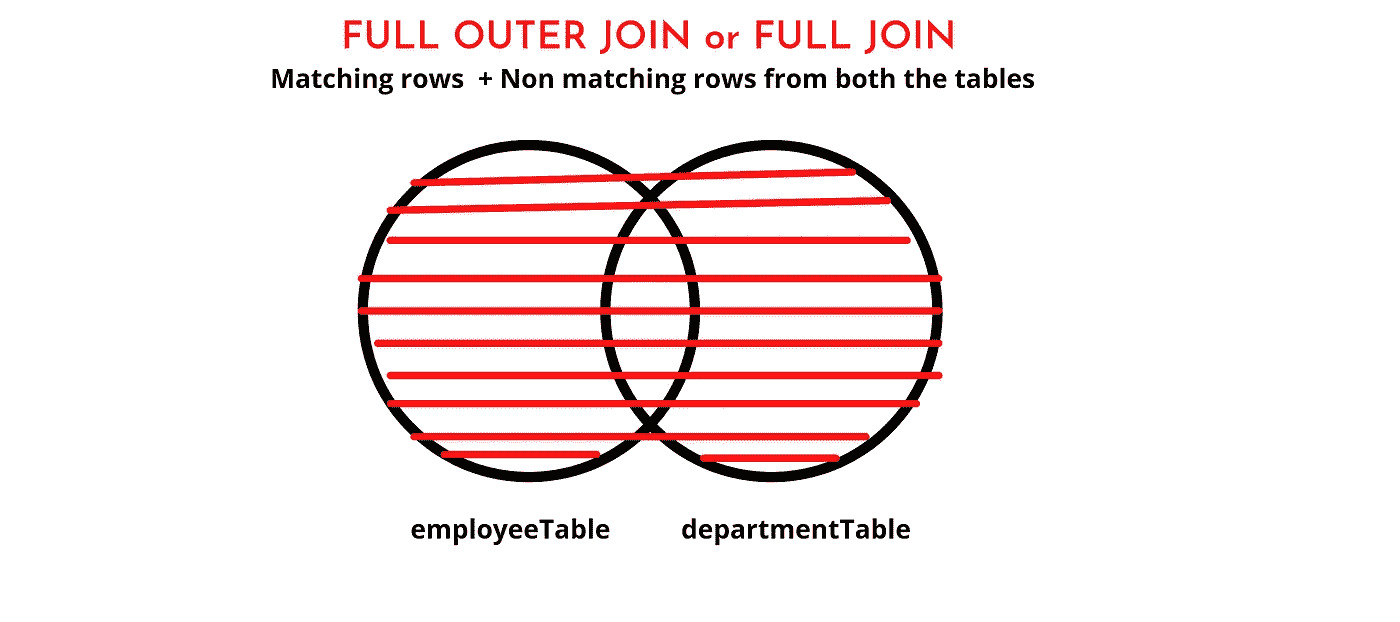 FULL OUTER JOIN or FULL JOIN
Matching rows  + Non matching rows from both the tables
employeeTable
departmentTable